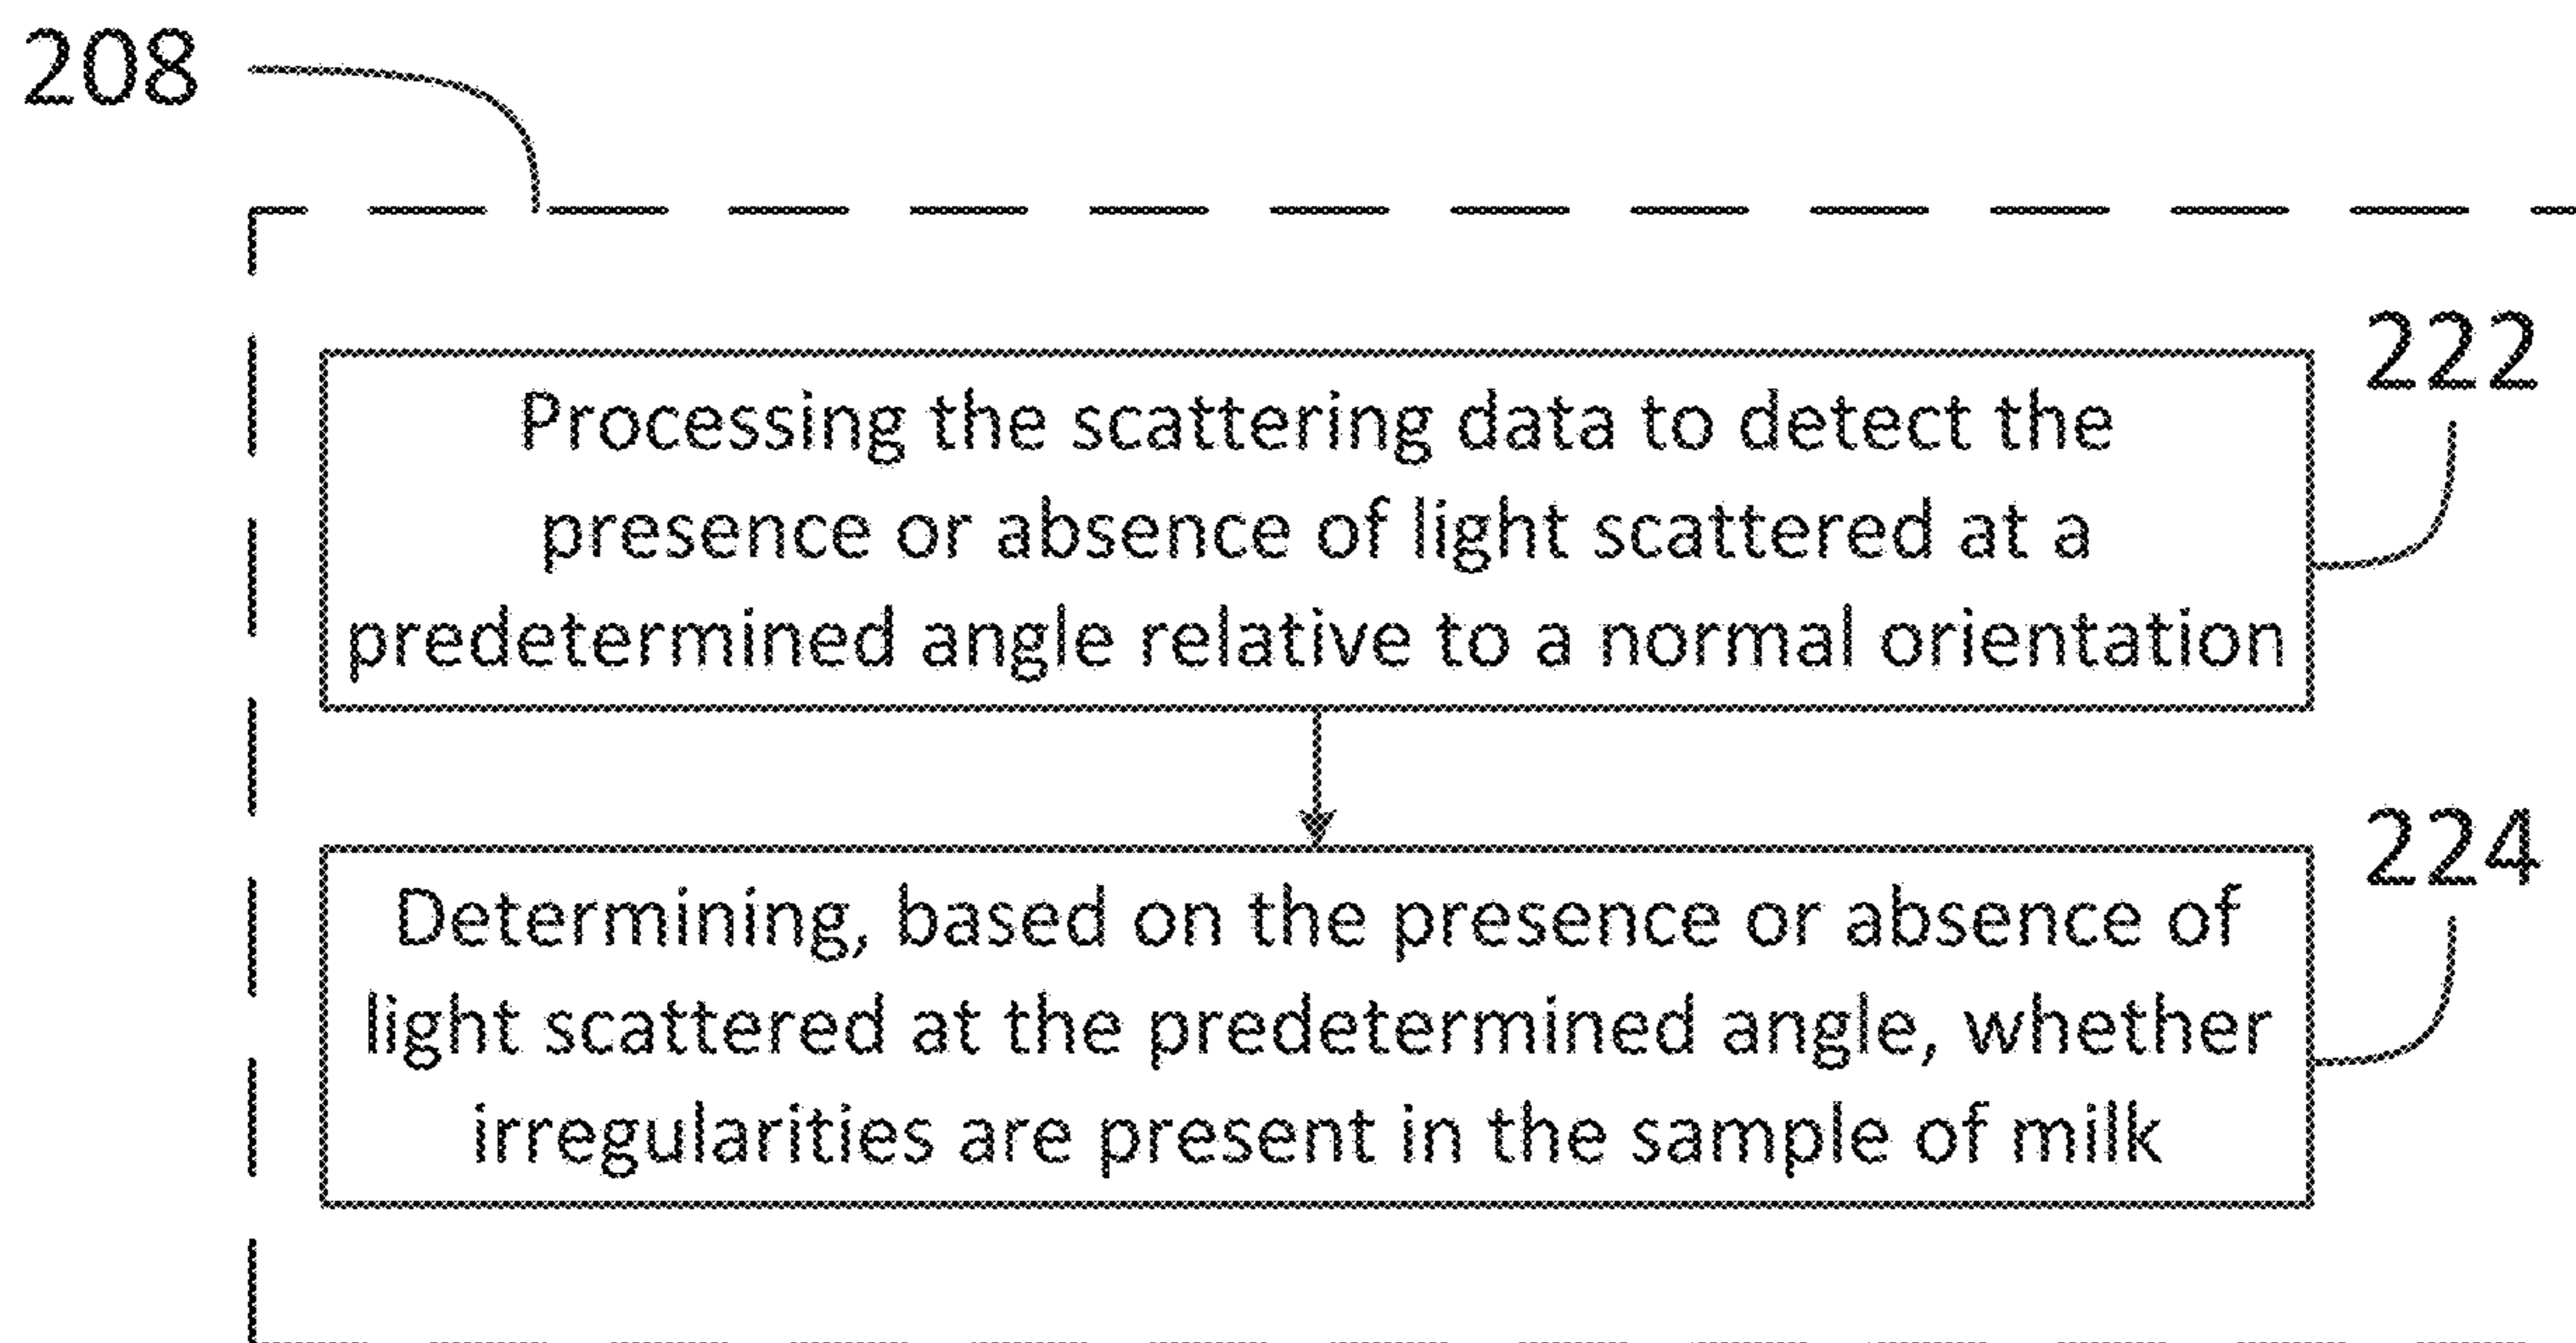 208
222
Processing the scattering data to detect the
presence or absence of light scattered at a
predetermined angle relative to a normal orientation
224
Determining, based on the presence or absence of
light scattered at the predetermined angle, whether
irregularities are present in the sample of milk